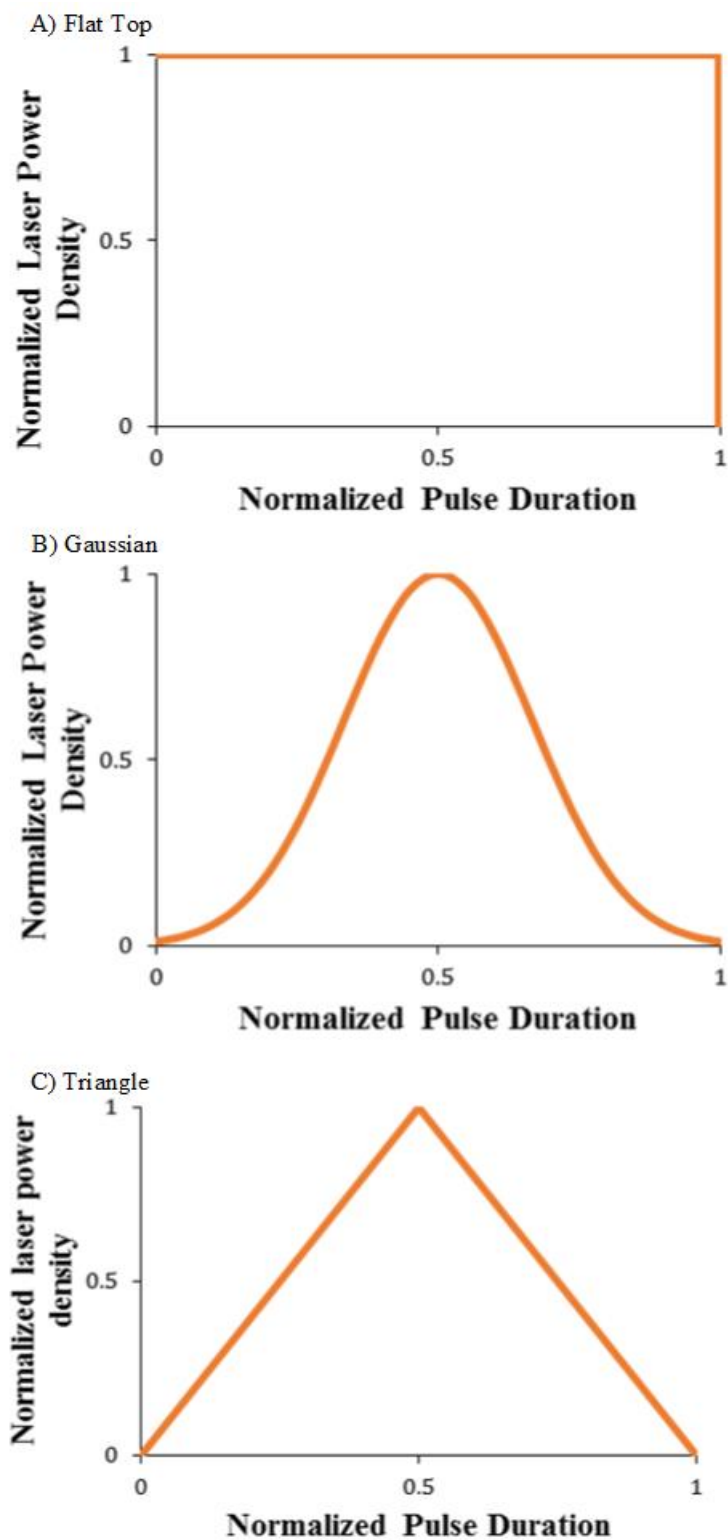 A) Flat Top
Normalized Laser Power
Density
1
0.5
0
0
0.5
1
Normalized Pulse Duration
B) Gaussian
Normalized Laser Power
Density
1
0.5
0
0
0.5
1
Normalized Pulse Duration
C) Triangle
Normalized laser power
density
1
0.5
0
0
0.5
1
Normalized Pulse Duration